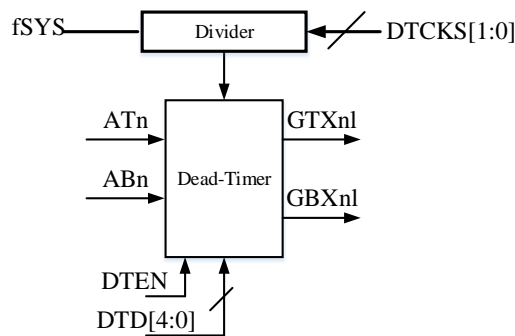 fSYS
Divider
DTCKS[1:0]
ATn
GTXnl
ABn
Dead-Timer
GBXnl
DTEN
DTD[4:0]